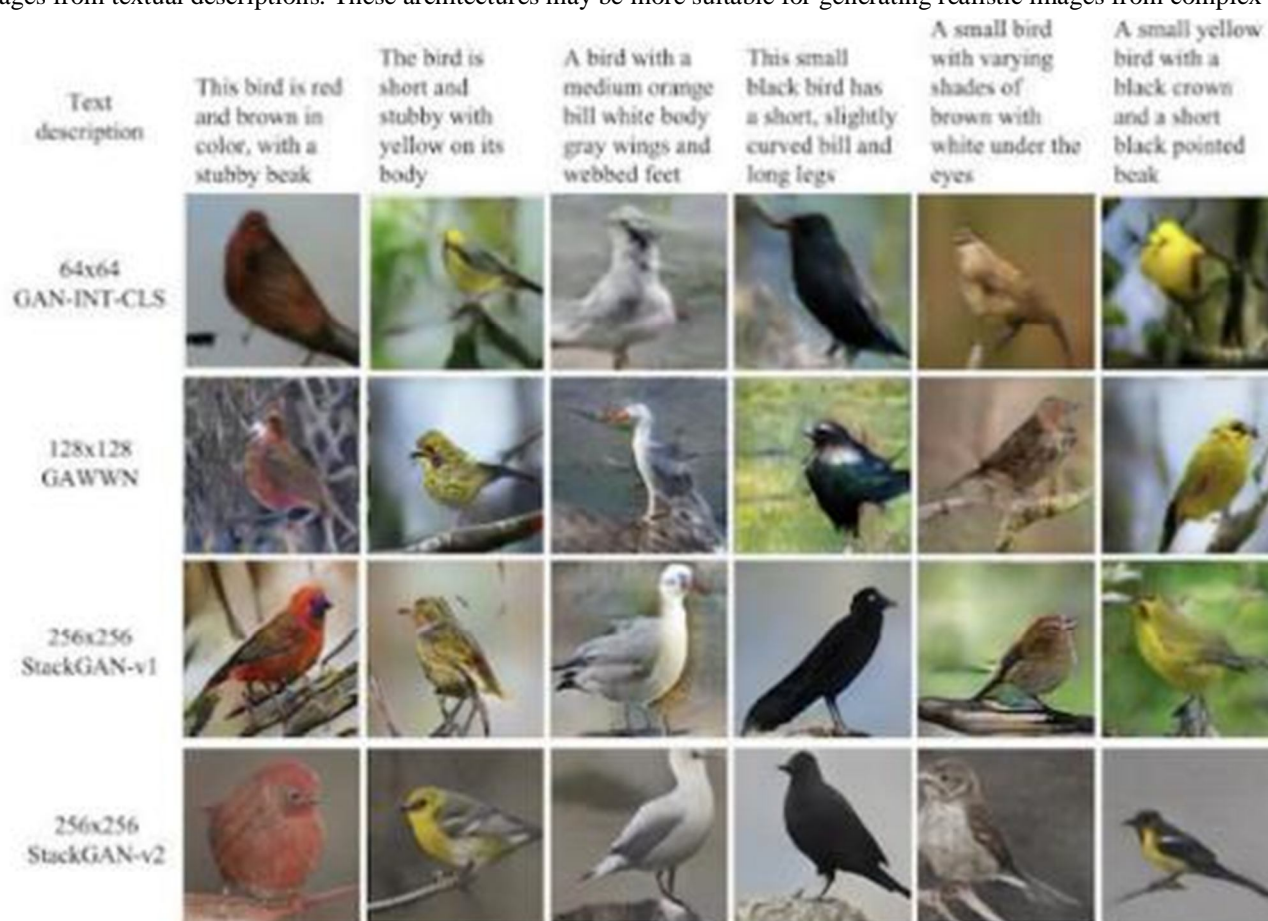 ages from textual descriptions. These architectures may be more suitable for generating realistic images from complex
Text
description
This bird is red
and brown in
color, with a
stubby beak
The bird is
short and
stubby with
yellow on its
body
A bird with a
medium orange
bill white body
gray wings and
webbed feet
This small
black bird has
a short, slightly
curved bill and
long legs
A small bird
with varying
shades of
brown with
white under the
eyes
A small yellow
bird with a
black crown
and a short
black pointed
beak
64x64
GAN-INT-CLS
128x128
GAWWN
256x256
StackGAN-v1
256x256
StackGAN-v2